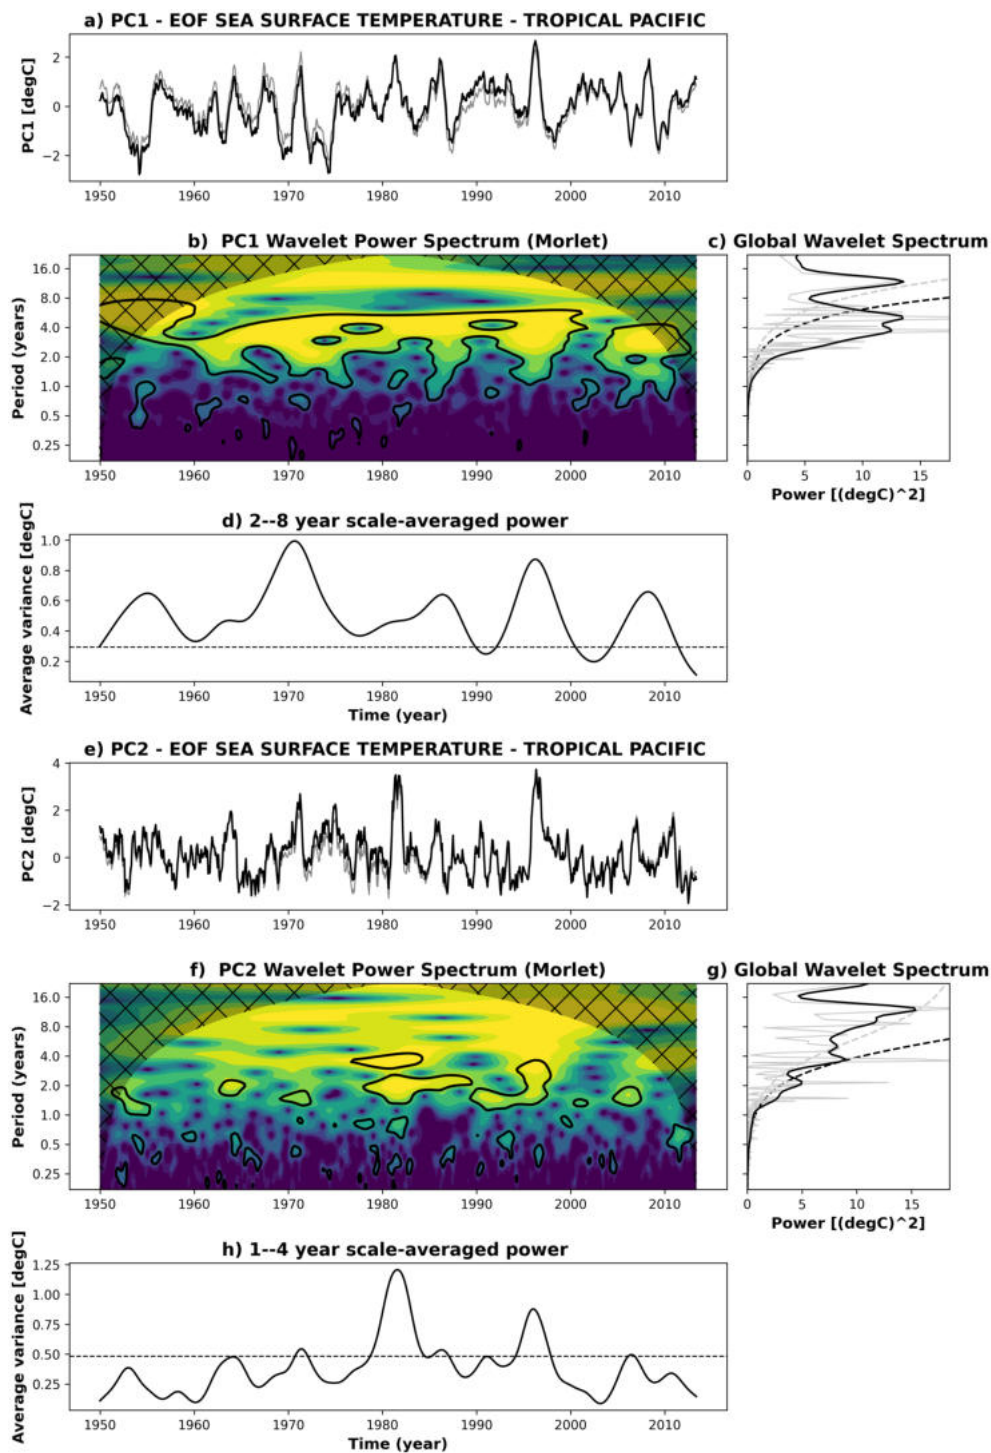 a) PC1 - EOF SEA SURFACE TEMPERATURE - TROPICAL PACIFIC
PC1 [degC]
2
0
−2
1950 1960 1970 1980 1990 2000 2010
b) PC1 Wavelet Power Spectrum (Morlet)
c) Global Wavelet Spectrum
Period (years)
16.0
8.0
4.0
2.0
1.0
0.5
0.25
1950 1960 1970 1980 1990 2000 2010
0 5 10 15
Power [(degC)^2]
d) 2--8 year scale-averaged power
Average variance [degC]
1.0
0.8
0.6
0.4
0.2
1950 1960 1970 1980 1990 2000 2010
Time (year)
e) PC2 - EOF SEA SURFACE TEMPERATURE - TROPICAL PACIFIC
PC2 [degC]
4
2
0
−2
1950 1960 1970 1980 1990 2000 2010
f) PC2 Wavelet Power Spectrum (Morlet)
g) Global Wavelet Spectrum
Period (years)
16.0
8.0
4.0
2.0
1.0
0.5
0.25
1950 1960 1970 1980 1990 2000 2010
0 5 10 15
Power [(degC)^2]
h) 1--4 year scale-averaged power
Average variance [degC]
1.25
1.00
0.75
0.50
0.25
1950 1960 1970 1980 1990 2000 2010
Time (year)